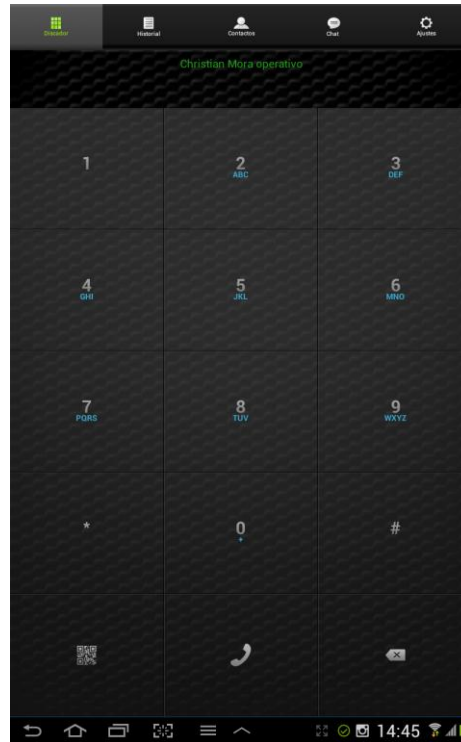 Discador Historial Contactos Chat Ajustes
Christian Mora operativo
1 2 3
ABC DEF
4 5 6
GHI JKL MNO
7 8 9
PQRS TUV WXYZ
* 0 #
+
14:45